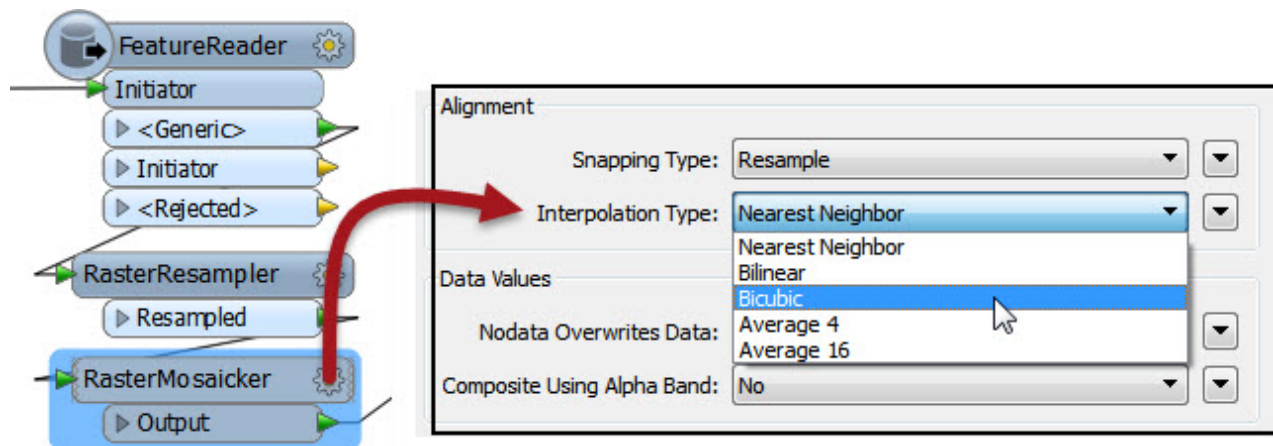 FeatureReader
Initiator
<Generic>
Initiator
<Rejected>
RasterResampler
Resampled
RasterMosaicker
Output
Alignment
Snapping Type: Resample
Interpolation Type: Nearest Neighbor
Nearest Neighbor
Bilinear
Bicubic
Average 4
Average 16
Data Values
Nodata Overwrites Data:
Composite Using Alpha Band: No